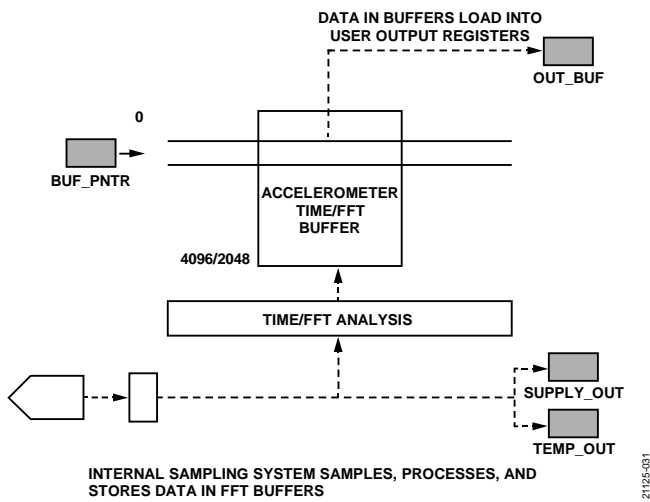 DATA IN BUFFERS LOAD INTO
USER OUTPUT REGISTERS
OUT_BUF
0
BUF_PNTR
ACCELEROMETER
TIME/FFT
BUFFER
4096/2048
TIME/FFT ANALYSIS
SUPPLY_OUT
TEMP_OUT
INTERNAL SAMPLING SYSTEM SAMPLES, PROCESSES, AND
STORES DATA IN FFT BUFFERS
21125-031